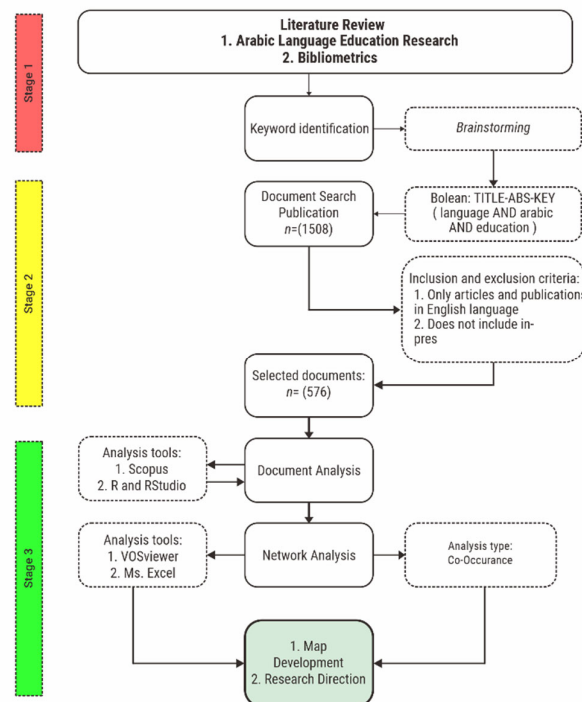 Literature Review
1. Arabic Language Education Research
2. Bibliometrics
Stage 1
Keyword identification
Brainstorming
Stage 2
Document Search
Publication
n=(1508)
Bolean: TITLE-ABS-KEY
( language AND arabic
AND education )
Inclusion and exclusion criteria:
1. Only articles and publications
in English language
2. Does not include in-
pres
Selected documents:
n= (576)
Stage 3
Analysis tools:
1. Scopus
2. R and RStudio
Document Analysis
Analysis tools:
1. VOSviewer
2. Ms. Excel
Network Analysis
Analysis type:
Co-Occurance
1. Map
Development
2. Research Direction